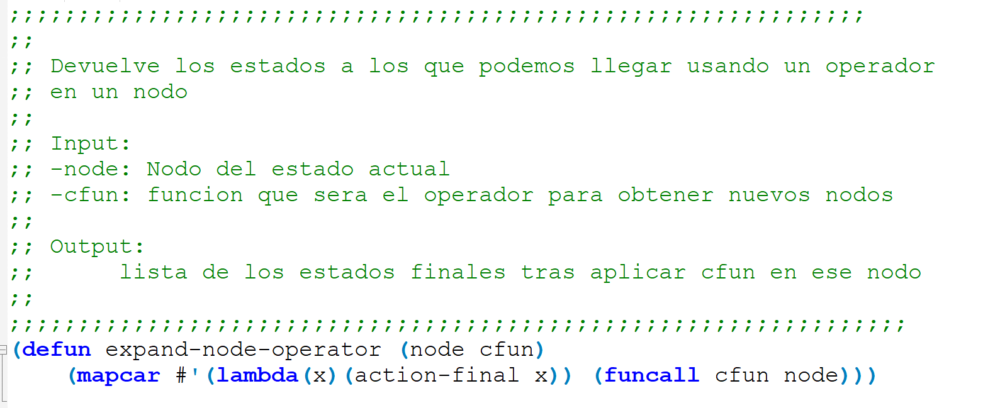 ;;;;;;;;;;;;;;;;;;;;;;;;;;;;;;;;;;;;;;;;;;;;;;;;;;;;;;;;;;;;;;
;;
;; Devuelve los estados a los que podemos llegar usando un operador
;; en un nodo
;;
;; Input:
;; -node: Nodo del estado actual
;; -cfun: funcion que sera el operador para obtener nuevos nodos
;;
;; Output:
;;      lista de los estados finales tras aplicar cfun en ese nodo
;;
;;;;;;;;;;;;;;;;;;;;;;;;;;;;;;;;;;;;;;;;;;;;;;;;;;;;;;;;;;;;;;;;;
(defun expand-node-operator (node cfun)
    (mapcar #'(lambda(x)(action-final x)) (funcall cfun node)))